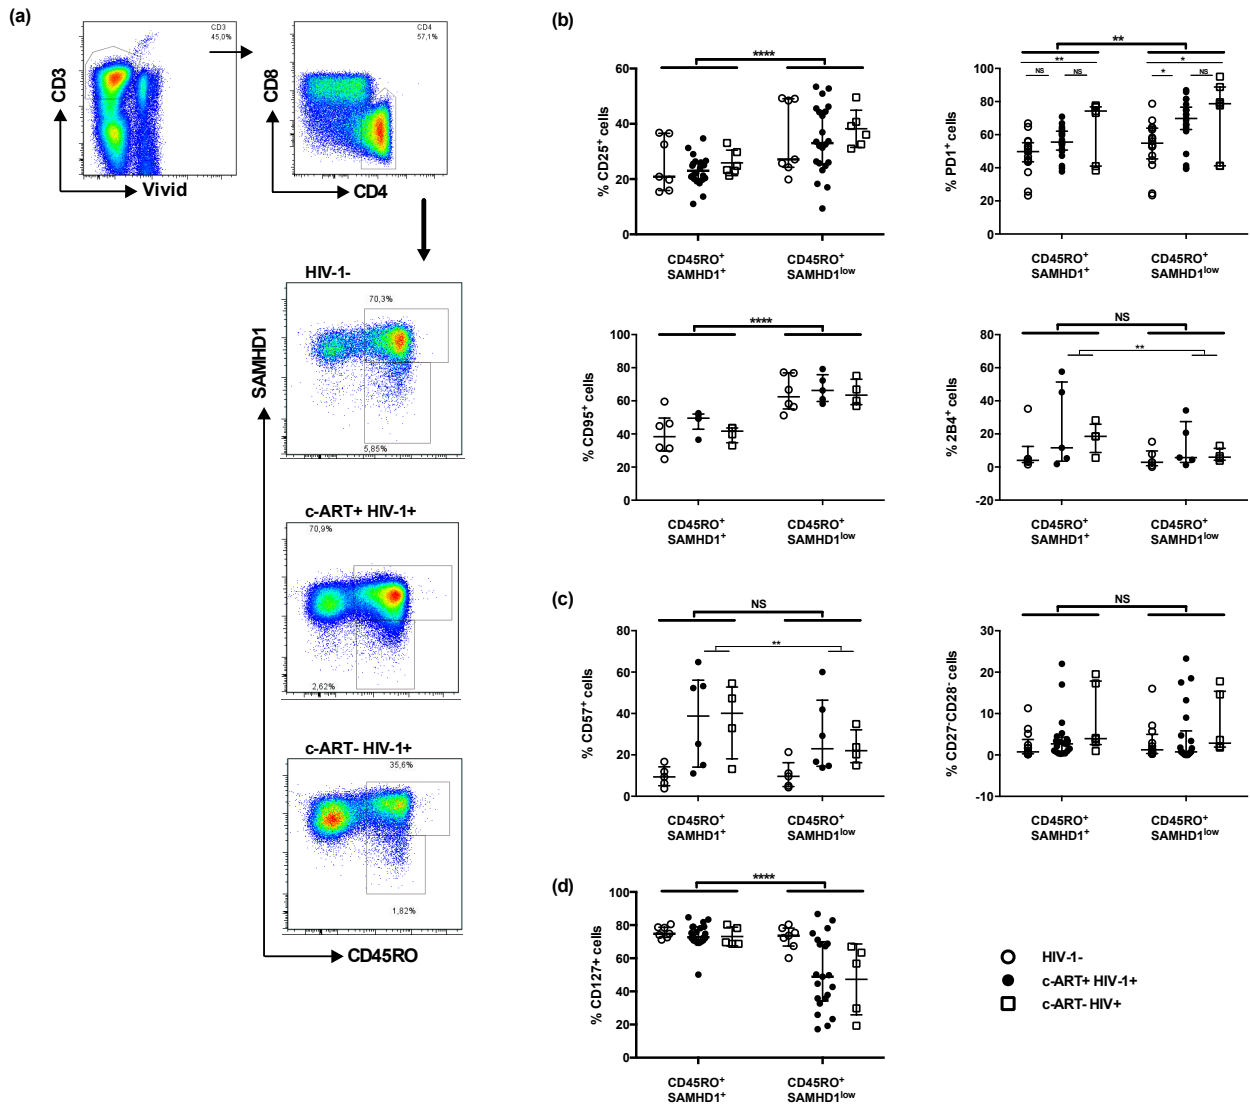 (a)
CD3
45,0%
CD3
Vivid
CD4
57,1%
CD8
CD4
HIV-1-
70,3%
5,85%
SAMHD1
c-ART+ HIV-1+
70,9%
2,62%
c-ART- HIV-1+
35,6%
1,82%
CD45RO
(b)
****
60
40
20
0
% CD25⁺ cells
CD45RO⁺
SAMHD1⁺
CD45RO⁺
SAMHD1ˡᵒʷ
**
**
*
NS
NS
*
NS
100
80
60
40
20
0
% PD1⁺ cells
CD45RO⁺
SAMHD1⁺
CD45RO⁺
SAMHD1ˡᵒʷ
****
100
80
60
40
20
0
% CD95⁺ cells
CD45RO⁺
SAMHD1⁺
CD45RO⁺
SAMHD1ˡᵒʷ
NS
**
80
60
40
20
0
-20
% 2B4⁺ cells
CD45RO⁺
SAMHD1⁺
CD45RO⁺
SAMHD1ˡᵒʷ
(c)
NS
**
80
60
40
20
0
% CD57⁺ cells
CD45RO⁺
SAMHD1⁺
CD45RO⁺
SAMHD1ˡᵒʷ
NS
30
20
10
0
-10
% CD27⁻CD28⁻ cells
CD45RO⁺
SAMHD1⁺
CD45RO⁺
SAMHD1ˡᵒʷ
(d)
****
100
80
60
40
20
0
% CD127+ cells
CD45RO⁺
SAMHD1⁺
CD45RO⁺
SAMHD1ˡᵒʷ
HIV-1-
c-ART+ HIV-1+
c-ART- HIV+